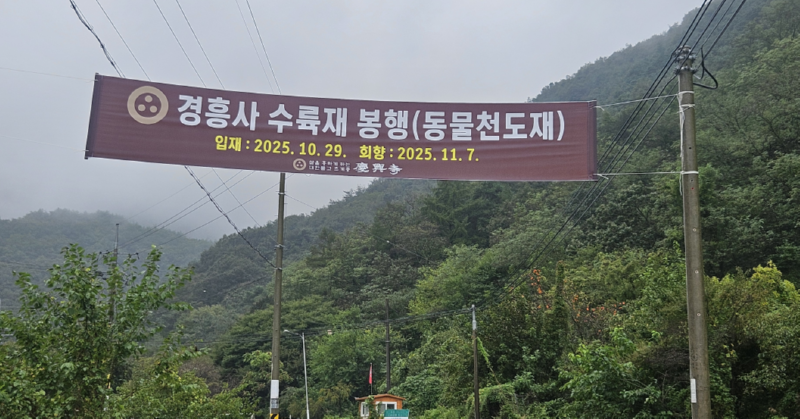 경흥사 수륙재 봉행(동물천도재)
입재 : 2025. 10. 29. 회향 : 2025. 11. 7.
慶興寺